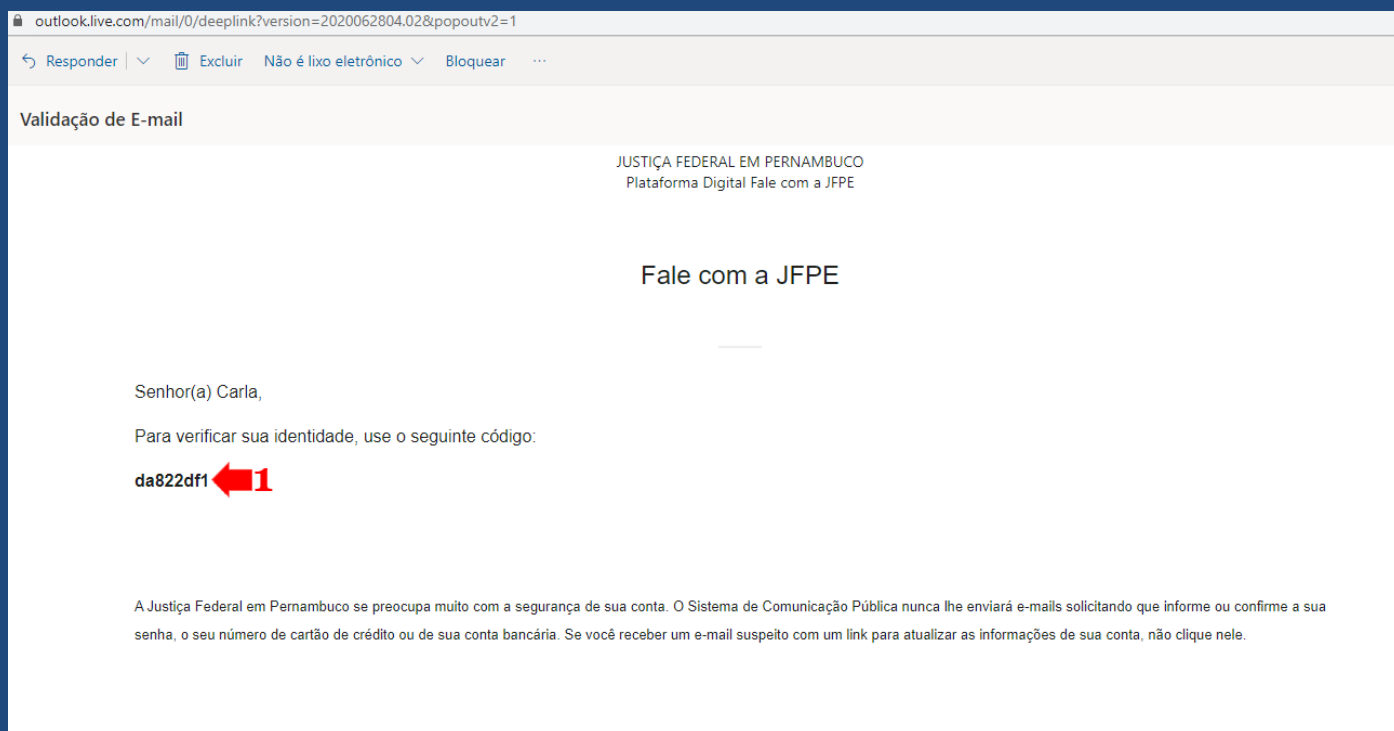 outlook.live.com/mail/0/deeplink?version=2020062804.02&popoutv2=1
Responder Excluir Não é lixo eletrônico Bloquear ...
Validação de E-mail
JUSTIÇA FEDERAL EM PERNAMBUCO
Plataforma Digital Fale com a JFPE
Fale com a JFPE
Senhor(a) Carla,
Para verificar sua identidade, use o seguinte código:
da822df1 1
A Justiça Federal em Pernambuco se preocupa muito com a segurança de sua conta. O Sistema de Comunicação Pública nunca lhe enviará e-mails solicitando que informe ou confirme a sua
senha, o seu número de cartão de crédito ou de sua conta bancária. Se você receber um e-mail suspeito com um link para atualizar as informações de sua conta, não clique nele.